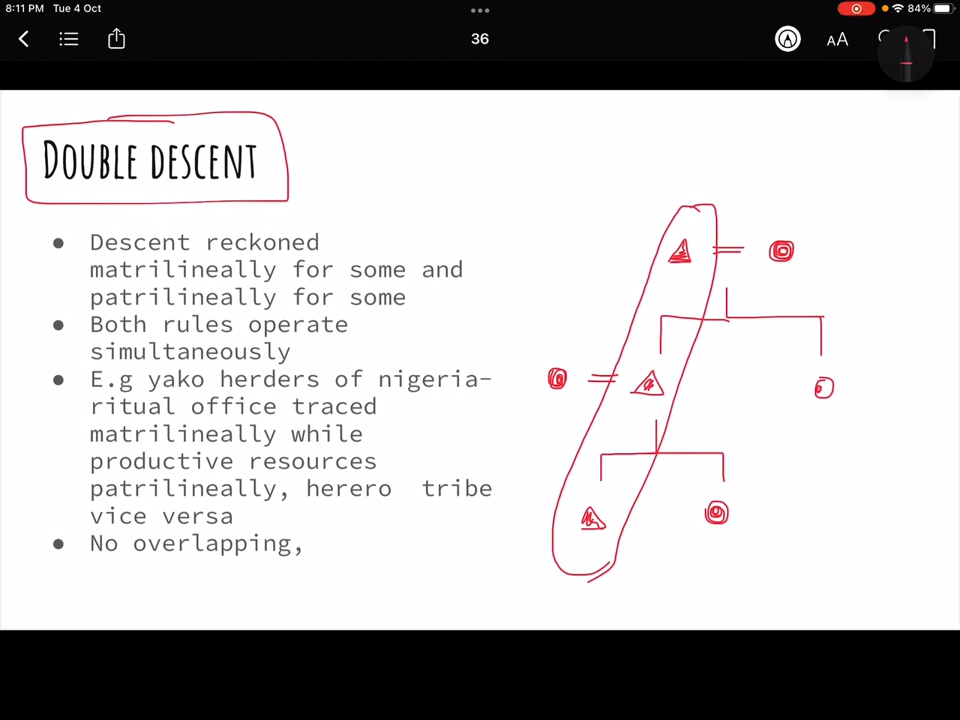 8:11 PM Tue 4 Oct
84%
36
AA
DOUBLE DESCENT
● Descent reckoned
matrilineally for some and
patrilineally for some
● Both rules operate
simultaneously
● E.g yako herders of nigeria-
ritual office traced
matrilineally while
productive resources
patrilineally, herero tribe
vice versa
● No overlapping,